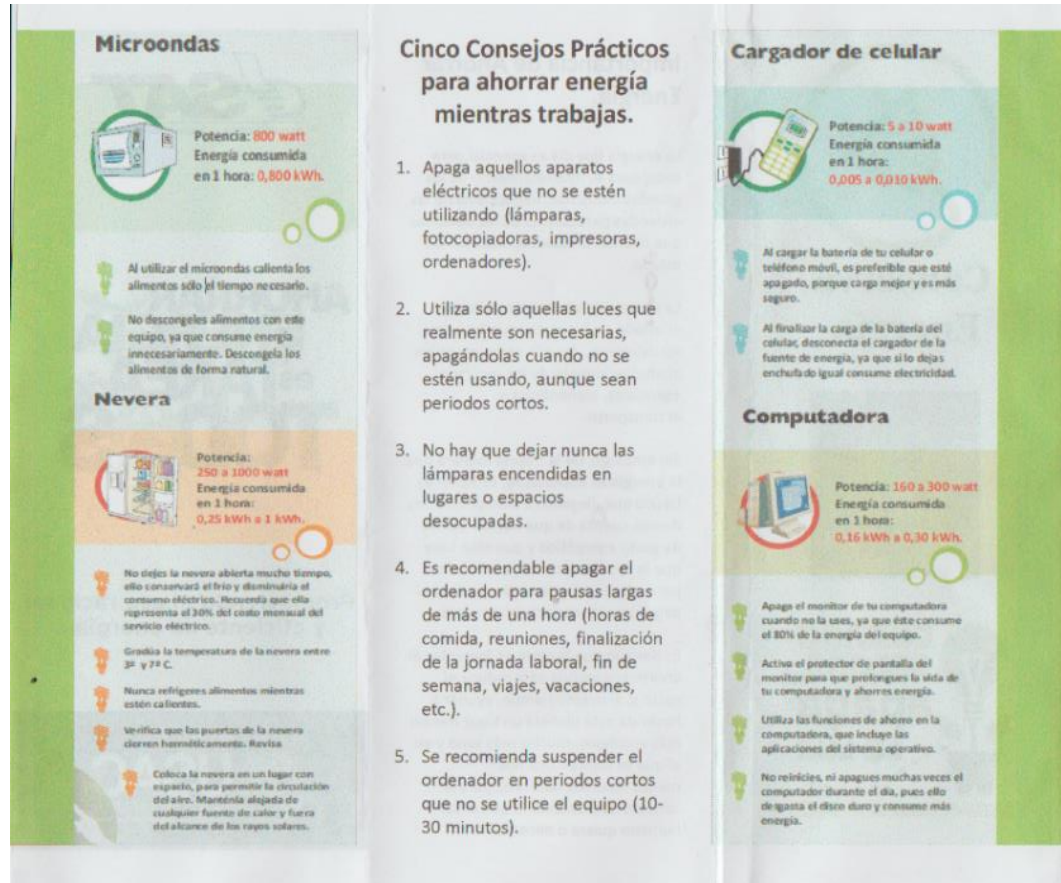 Microondas
Potencia: 800 watt
Energía consumida
en 1 hora: 0,800 kWh.
Al utilizar el microondas calienta los
alimentos sólo el tiempo necesario.
No descongeles alimentos con este
equipo, ya que consume energía
innecesariamente. Descongela los
alimentos de forma natural.
Nevera
Potencia:
250 a 1000 watt
Energía consumida
en 1 hora:
0,25 kWh a 1 kWh.
No dejes la nevera abierta mucho tiempo,
ello conservará el frío y disminuiría el
consumo eléctrico. Recuerda que ella
representa el 30% del costo mensual del
servicio eléctrico.
Gradúa la temperatura de la nevera entre
3º y 7º C.
Nunca refrigeres alimentos mientras
estén calientes.
Verifica que las puertas de la nevera
cierren herméticamente. Revisa
Coloca la nevera en un lugar con
espacio, para permitir la circulación
del aire. Mantenla alejada de
cualquier fuente de calor y fuera
del alcance de los rayos solares.
Cinco Consejos Prácticos
para ahorrar energía
mientras trabajas.
1. Apaga aquellos aparatos
eléctricos que no se estén
utilizando (lámparas,
fotocopiadoras, impresoras,
ordenadores).
2. Utiliza sólo aquellas luces que
realmente son necesarias,
apagándolas cuando no se
estén usando, aunque sean
periodos cortos.
3. No hay que dejar nunca las
lámparas encendidas en
lugares o espacios
desocupadas.
4. Es recomendable apagar el
ordenador para pausas largas
de más de una hora (horas de
comida, reuniones, finalización
de la jornada laboral, fin de
semana, viajes, vacaciones,
etc.).
5. Se recomienda suspender el
ordenador en periodos cortos
que no se utilice el equipo (10-
30 minutos).
Cargador de celular
Potencia: 5 a 10 watt
Energía consumida
en 1 hora:
0,005 a 0,010 kWh.
Al cargar la batería de tu celular o
teléfono móvil, es preferible que esté
apagado, porque carga mejor y es más
seguro.
Al finalizar la carga de la batería del
celular, desconecta el cargador de la
fuente de energía, ya que si lo dejas
enchufado igual consume electricidad.
Computadora
Potencia: 160 a 300 watt
Energía consumida
en 1 hora:
0,16 kWh a 0,30 kWh.
Apaga el monitor de tu computadora
cuando no la uses, ya que éste consume
el 80% de la energía del equipo.
Activa el protector de pantalla del
monitor para que prolongues la vida de
tu computadora y ahorres energía.
Utiliza las funciones de ahorro en la
computadora, que incluye las
aplicaciones del sistema operativo.
No reinicies, ni apagues muchas veces el
computador durante el día, pues ello
desgasta el disco duro y consume más
energía.